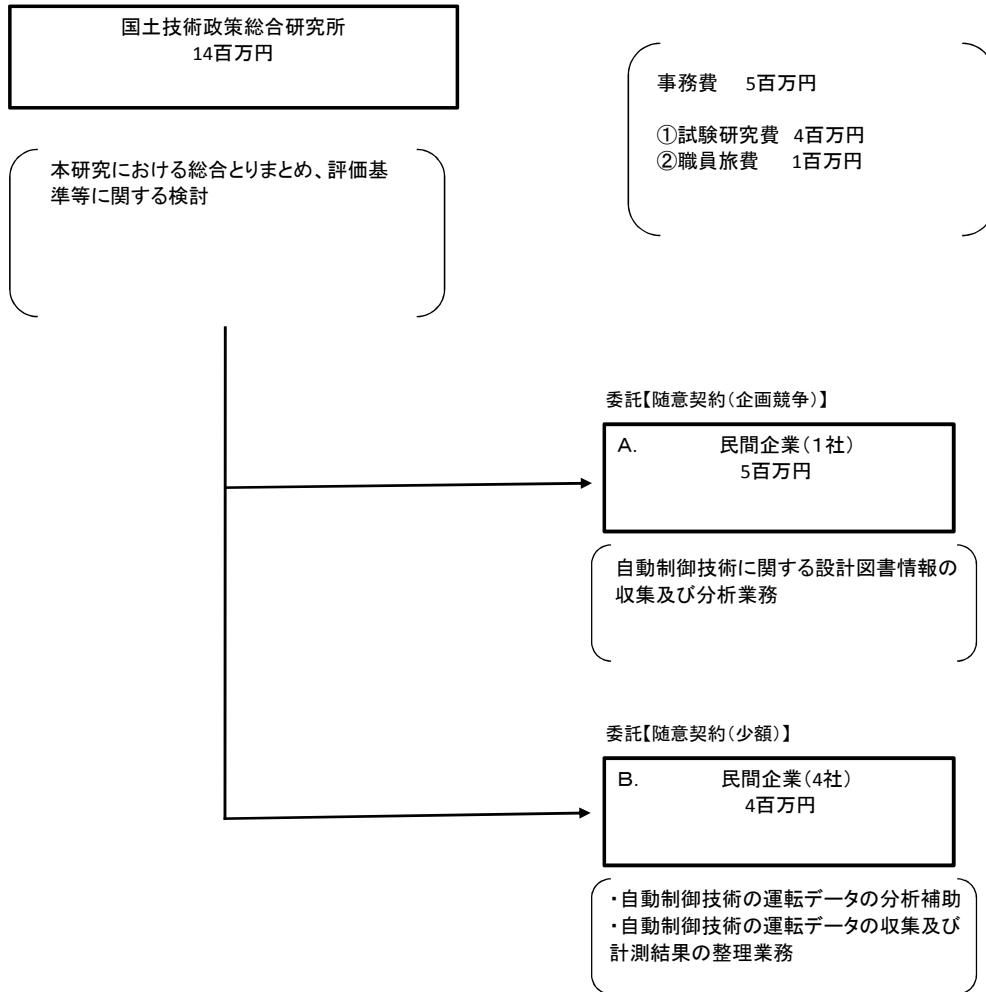 国土技術政策総合研究所
14百万円
事務費 5百万円
①試験研究費 4百万円
②職員旅費 1百万円
本研究における総合とりまとめ、評価基
準等に関する検討
委託【随意契約(企画競争)】
A. 民間企業(1社)
5百万円
自動制御技術に関する設計図書情報の
収集及び分析業務
委託【随意契約(少額)】
B. 民間企業(4社)
4百万円
・自動制御技術の運転データの分析補助
・自動制御技術の運転データの収集及び
計測結果の整理業務